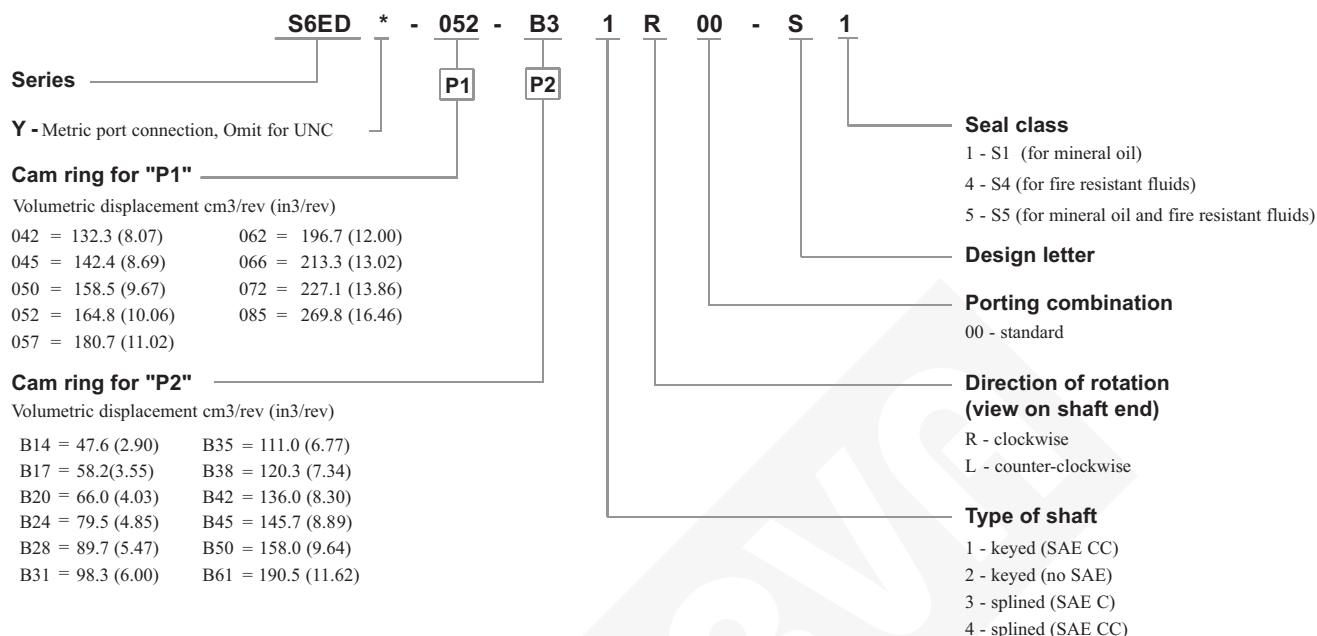 S6ED * - 052 - B3 1 R 00 - S 1
P1 P2
Series
Y - Metric port connection, Omit for UNC
Cam ring for "P1"
Volumetric displacement cm3/rev (in3/rev)
042 = 132.3 (8.07) 062 = 196.7 (12.00)
045 = 142.4 (8.69) 066 = 213.3 (13.02)
050 = 158.5 (9.67) 072 = 227.1 (13.86)
052 = 164.8 (10.06) 085 = 269.8 (16.46)
057 = 180.7 (11.02)
Cam ring for "P2"
Volumetric displacement cm3/rev (in3/rev)
B14 = 47.6 (2.90) B35 = 111.0 (6.77)
B17 = 58.2(3.55) B38 = 120.3 (7.34)
B20 = 66.0 (4.03) B42 = 136.0 (8.30)
B24 = 79.5 (4.85) B45 = 145.7 (8.89)
B28 = 89.7 (5.47) B50 = 158.0 (9.64)
B31 = 98.3 (6.00) B61 = 190.5 (11.62)
Seal class
1 - S1 (for mineral oil)
4 - S4 (for fire resistant fluids)
5 - S5 (for mineral oil and fire resistant fluids)
Design letter
Porting combination
00 - standard
Direction of rotation
(view on shaft end)
R - clockwise
L - counter-clockwise
Type of shaft
1 - keyed (SAE CC)
2 - keyed (no SAE)
3 - splined (SAE C)
4 - splined (SAE CC)